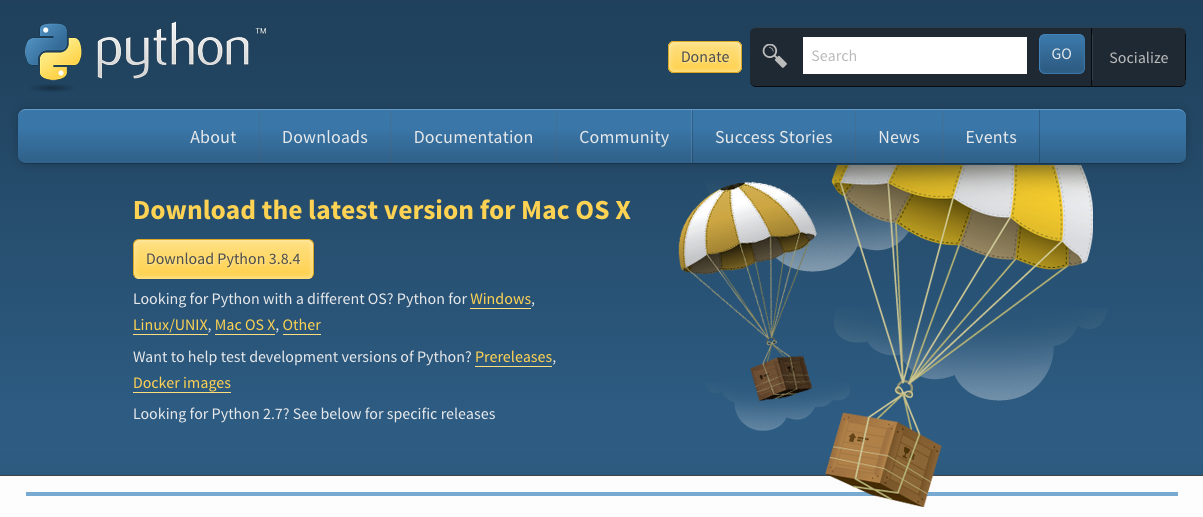 python™
Donate
Search
GO
Socialize
About Downloads Documentation Community Success Stories News Events
Download the latest version for Mac OS X
Download Python 3.8.4
Looking for Python with a different OS? Python for Windows,
Linux/UNIX, Mac OS X, Other
Want to help test development versions of Python? Prereleases,
Docker images
Looking for Python 2.7? See below for specific releases